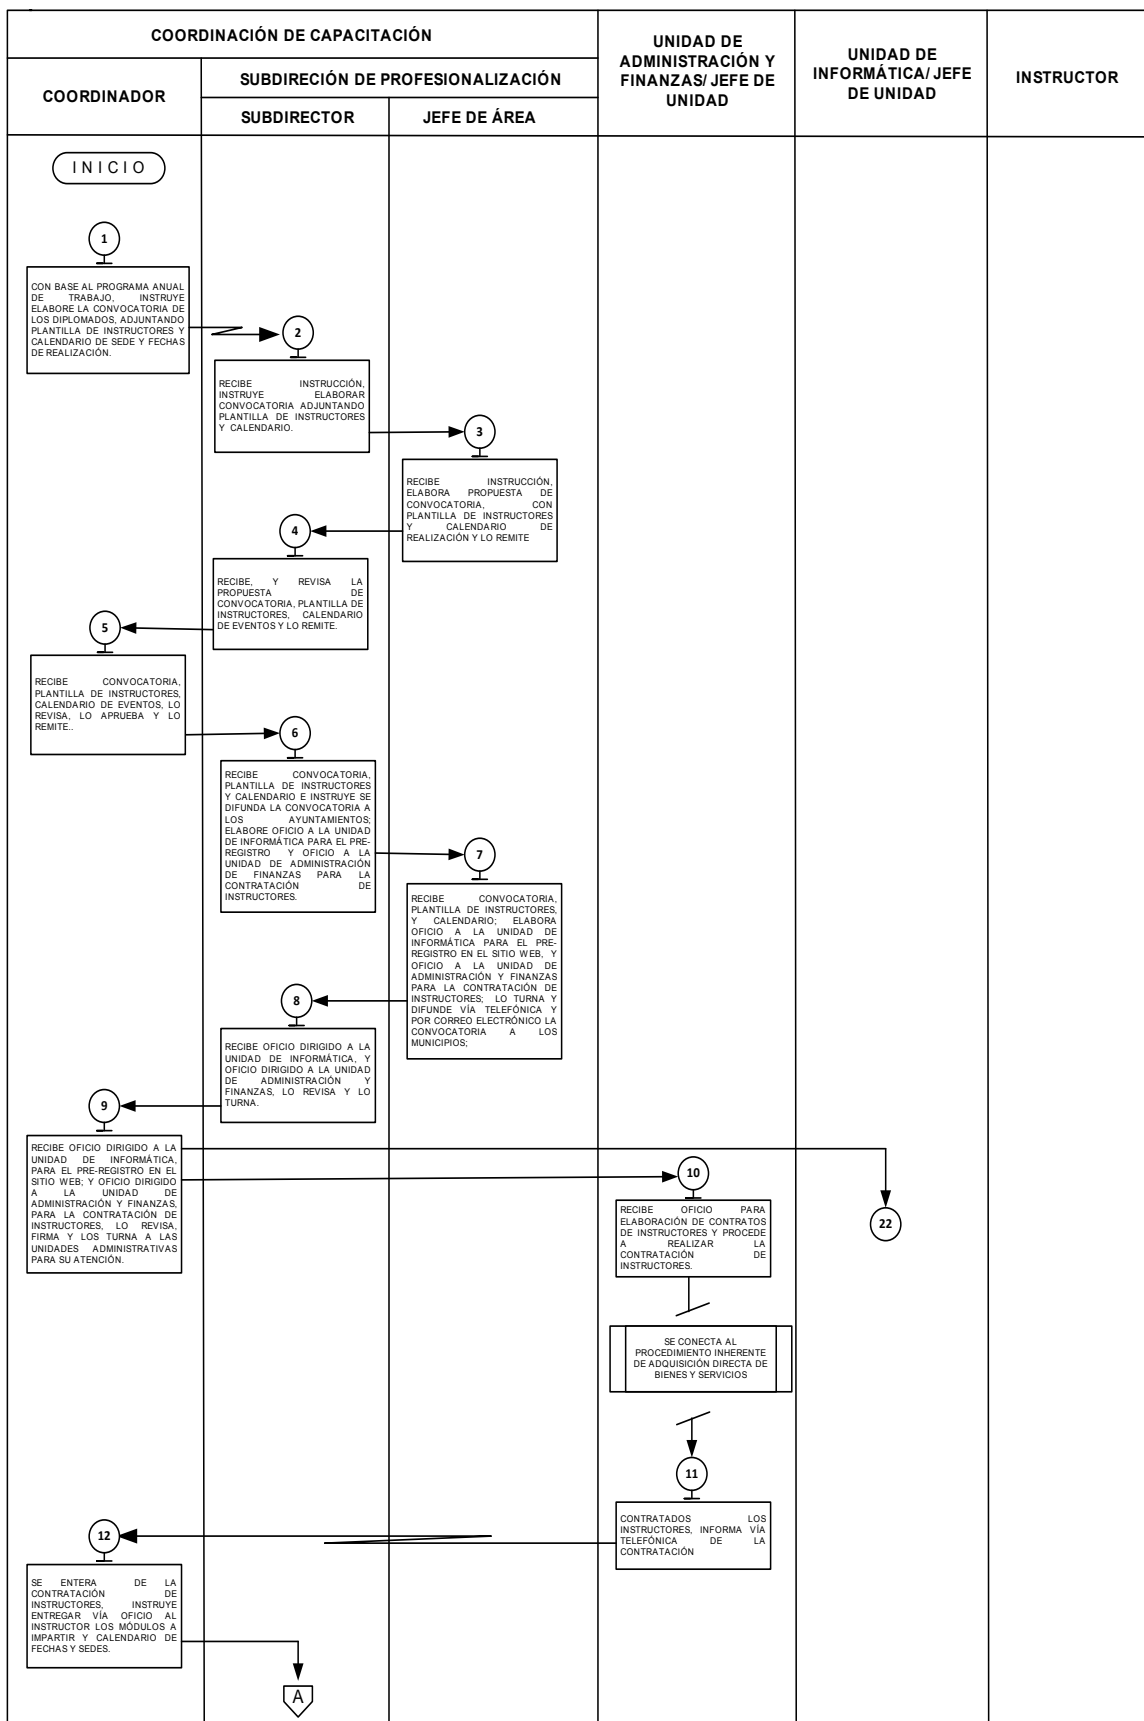 COORDINACIÓN DE CAPACITACIÓN
UNIDAD DE
ADMINISTRACIÓN Y
FINANZAS/ JEFE DE
UNIDAD
UNIDAD DE
INFORMÁTICA/ JEFE
DE UNIDAD
INSTRUCTOR
COORDINADOR
SUBDIRECIÓN DE PROFESIONALIZACIÓN
SUBDIRECTOR
JEFE DE ÁREA
INICIO
1
CON BASE AL PROGRAMA ANUAL
DE TRABAJO, INSTRUYE
ELABORE LA CONVOCATORIA DE
LOS DIPLOMADOS, ADJUNTANDO
PLANTILLA DE INSTRUCTORES Y
CALENDARIO DE SEDE Y FECHAS
DE REALIZACIÓN.
2
RECIBE INSTRUCCIÓN,
INSTRUYE ELABORAR
CONVOCATORIA ADJUNTANDO
PLANTILLA DE INSTRUCTORES
Y CALENDARIO.
3
RECIBE INSTRUCCIÓN,
ELABORA PROPUESTA DE
CONVOCATORIA, CON
PLANTILLA DE INSTRUCTORES
Y CALENDARIO DE
REALIZACIÓN Y LO REMITE
4
RECIBE, Y REVISA LA
PROPUESTA DE
CONVOCATORIA, PLANTILLA DE
INSTRUCTORES, CALENDARIO
DE EVENTOS Y LO REMITE.
5
RECIBE CONVOCATORIA,
PLANTILLA DE INSTRUCTORES,
CALENDARIO DE EVENTOS, LO
REVISA, LO APRUEBA Y LO
REMITE..
6
RECIBE CONVOCATORIA,
PLANTILLA DE INSTRUCTORES
Y CALENDARIO E INSTRUYE SE
DIFUNDA LA CONVOCATORIA A
LOS AYUNTAMIENTOS;
ELABORE OFICIO A LA UNIDAD
DE INFORMÁTICA PARA EL PRE-
REGISTRO Y OFICIO A LA
UNIDAD DE ADMINISTRACIÓN
DE FINANZAS PARA LA
CONTRATACIÓN DE
INSTRUCTORES.
7
RECIBE CONVOCATORIA,
PLANTILLA DE INSTRUCTORES,
Y CALENDARIO; ELABORA
OFICIO A LA UNIDAD DE
INFORMÁTICA PARA EL PRE-
REGISTRO EN EL SITIO WEB, Y
OFICIO A LA UNIDAD DE
ADMINISTRACIÓN Y FINANZAS
PARA LA CONTRATACIÓN DE
INSTRUCTORES; LO TURNA Y
DIFUNDE VÍA TELEFÓNICA Y
POR CORREO ELECTRÓNICO LA
CONVOCATORIA A LOS
MUNICIPIOS;
8
RECIBE OFICIO DIRIGIDO A LA
UNIDAD DE INFORMÁTICA, Y
OFICIO DIRIGIDO A LA UNIDAD
DE ADMINISTRACIÓN Y
FINANZAS, LO REVISA Y LO
TURNA.
9
RECIBE OFICIO DIRIGIDO A LA
UNIDAD DE INFORMÁTICA,
PARA EL PRE-REGISTRO EN EL
SITIO WEB; Y OFICIO DIRIGIDO
A LA UNIDAD DE
ADMINISTRACIÓN Y FINANZAS,
PARA LA CONTRATACIÓN DE
INSTRUCTORES, LO REVISA,
FIRMA Y LOS TURNA A LAS
UNIDADES ADMINISTRATIVAS
PARA SU ATENCIÓN.
10
RECIBE OFICIO PARA
ELABORACIÓN DE CONTRATOS
DE INSTRUCTORES Y PROCEDE
A REALIZAR LA
CONTRATACIÓN DE
INSTRUCTORES.
22
SE CONECTA AL
PROCEDIMIENTO INHERENTE
DE ADQUISICIÓN DIRECTA DE
BIENES Y SERVICIOS
11
CONTRATADOS LOS
INSTRUCTORES, INFORMA VÍA
TELEFÓNICA DE LA
CONTRATACIÓN
12
SE ENTERA DE LA
CONTRATACIÓN DE
INSTRUCTORES, INSTRUYE
ENTREGAR VÍA OFICIO AL
INSTRUCTOR LOS MÓDULOS A
IMPARTIR Y CALENDARIO DE
FECHAS Y SEDES.
A